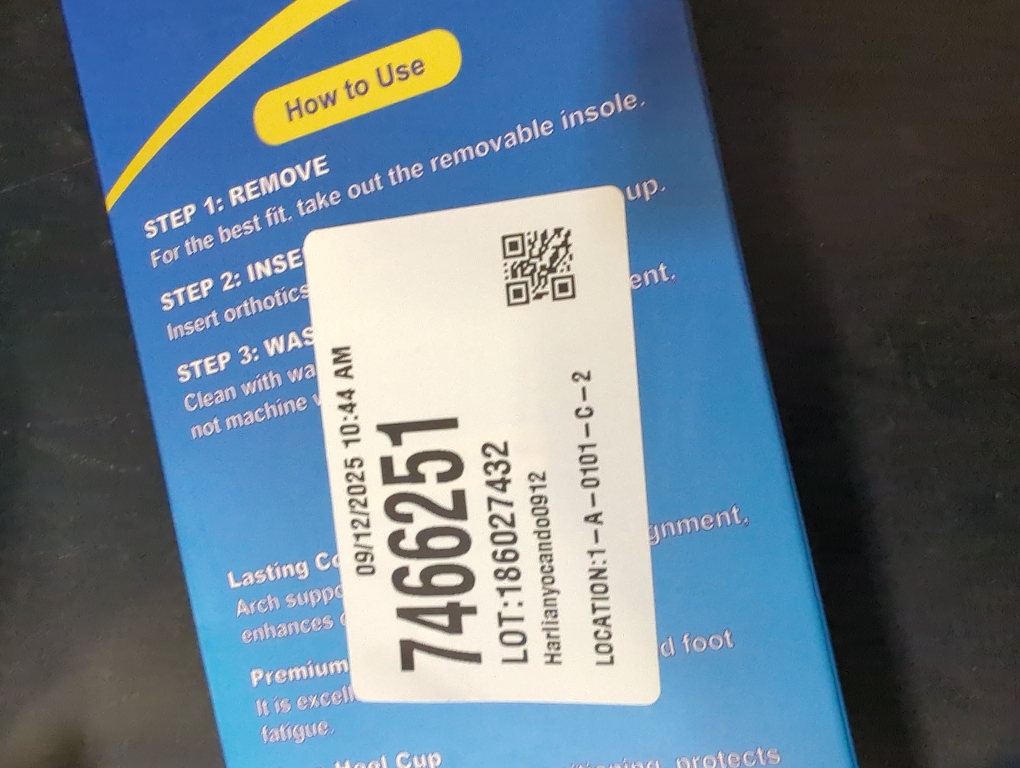 How to Use
STEP 1: REMOVE
For the best fit, take out the removable insole.
STEP 2: INSE
Insert orthotics up.
STEP 3: WAS
Clean with wa ent.
not machine
Lasting Co gnment,
Arch suppo
enhances
Premium
It is excell d foot
fatigue.
Heel Cup
protects
09/12/2025 10:44 AM
7466251
LOT:186027432
Harlianyocando0912
LOCATION:1-A-0101-C-2